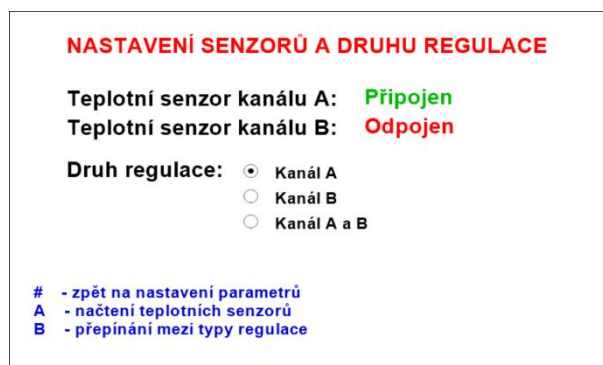 NASTAVENÍ SENZORŮ A DRUHU REGULACE
Teplotní senzor kanálu A: Připojen
Teplotní senzor kanálu B: Odpojen
Druh regulace: Kanál A
Kanál B
Kanál A a B
# - zpět na nastavení parametrů
A - načtení teplotních senzorů
B - přepínání mezi typy regulace